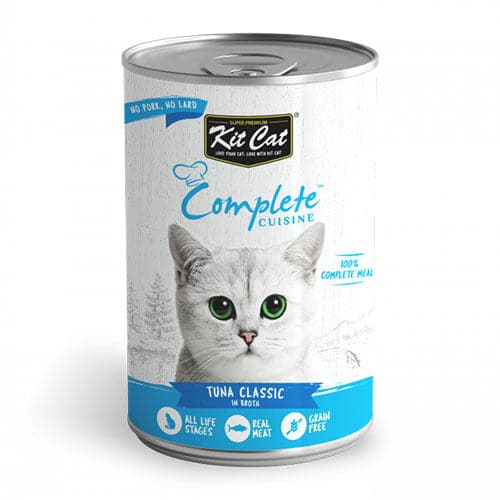 NO PORK, NO LARD
SUPER PREMIUM
Kit Cat®
LOVE YOUR CAT. LOVE WITH KIT CAT
Complete™
CUISINE
100%
COMPLETE MEAL
TUNA CLASSIC
IN BROTH
ALL LIFE
STAGES
REAL
MEAT
GRAIN
FREE